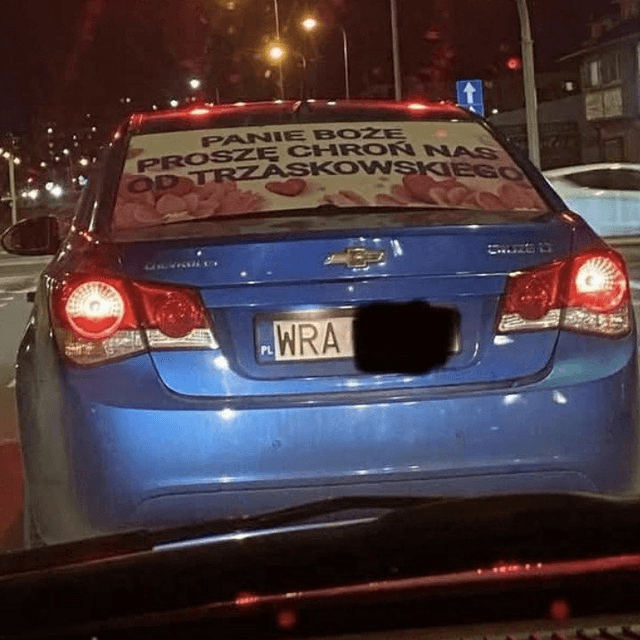 PANIE BOŻE
PROSZĘ CHROŃ NAS
OD TRZASKOWSKIEGO
CHEVROLET
CRUZE
PL
WRA